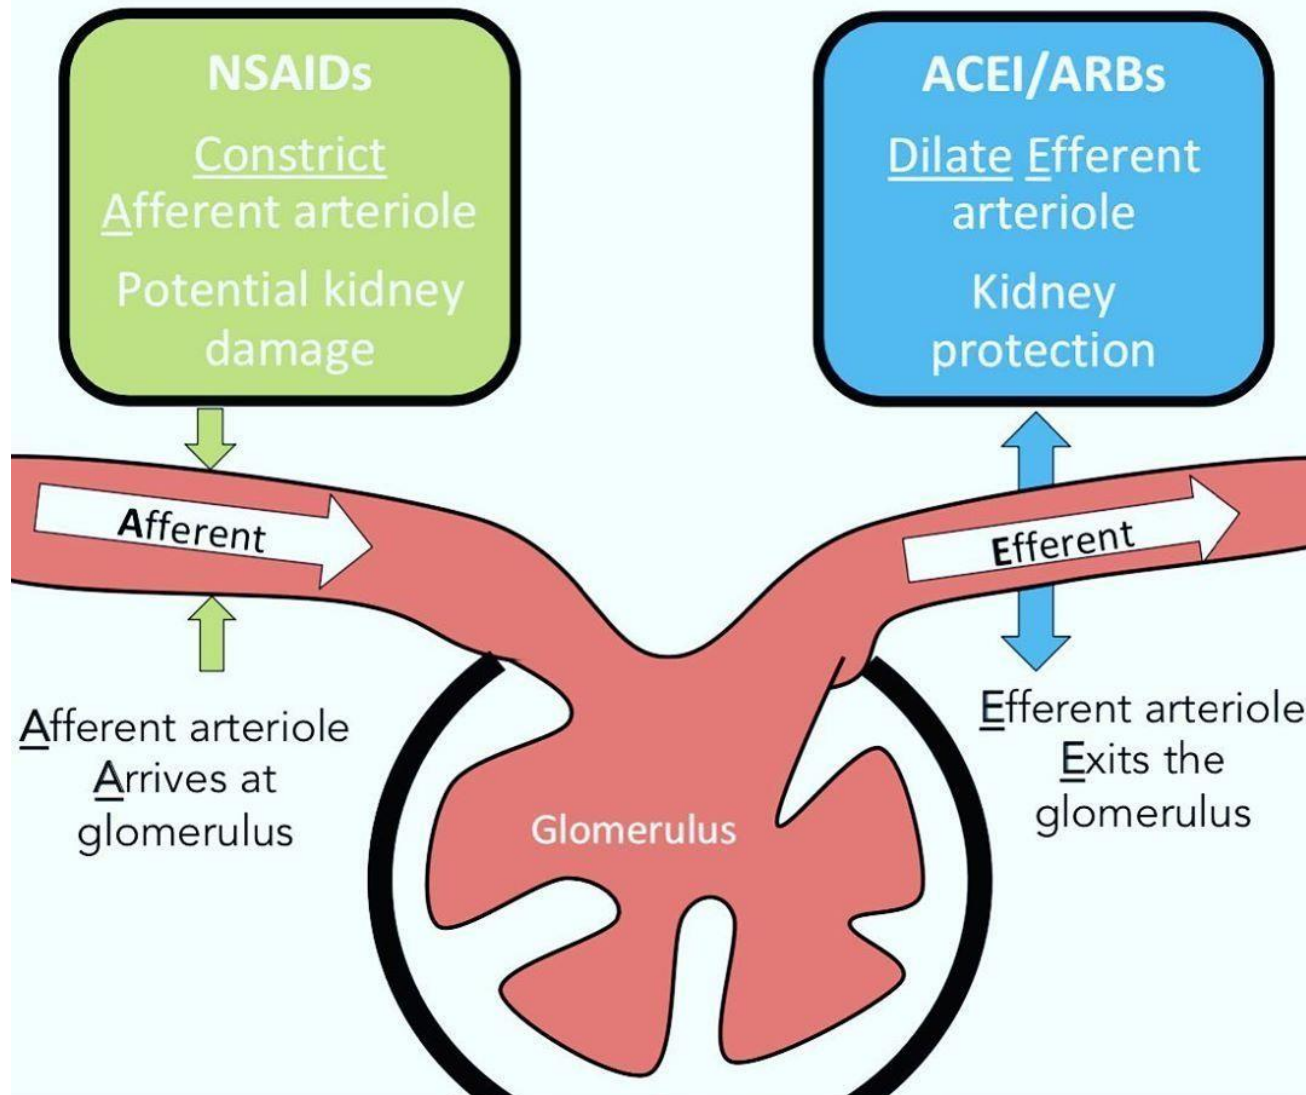 NSAIDs
Constrict
Afferent arteriole
Potential kidney
damage
ACEI/ARBs
Dilate Efferent
arteriole
Kidney
protection
Afferent
Efferent
Afferent arteriole
Arrives at
glomerulus
Efferent arteriole
Exits the
glomerulus
Glomerulus